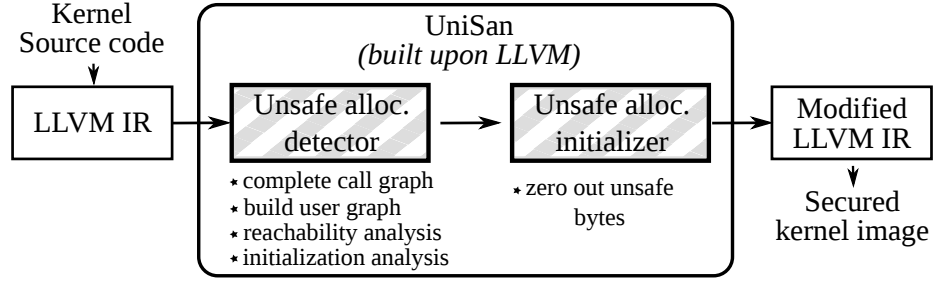 Kernel
Source code
LLVM IR
UniSan
(built upon LLVM)
Unsafe alloc.
detector
★ complete call graph
★ build user graph
★ reachability analysis
★ initialization analysis
Unsafe alloc.
initializer
★ zero out unsafe
bytes
Modified
LLVM IR
Secured
kernel image